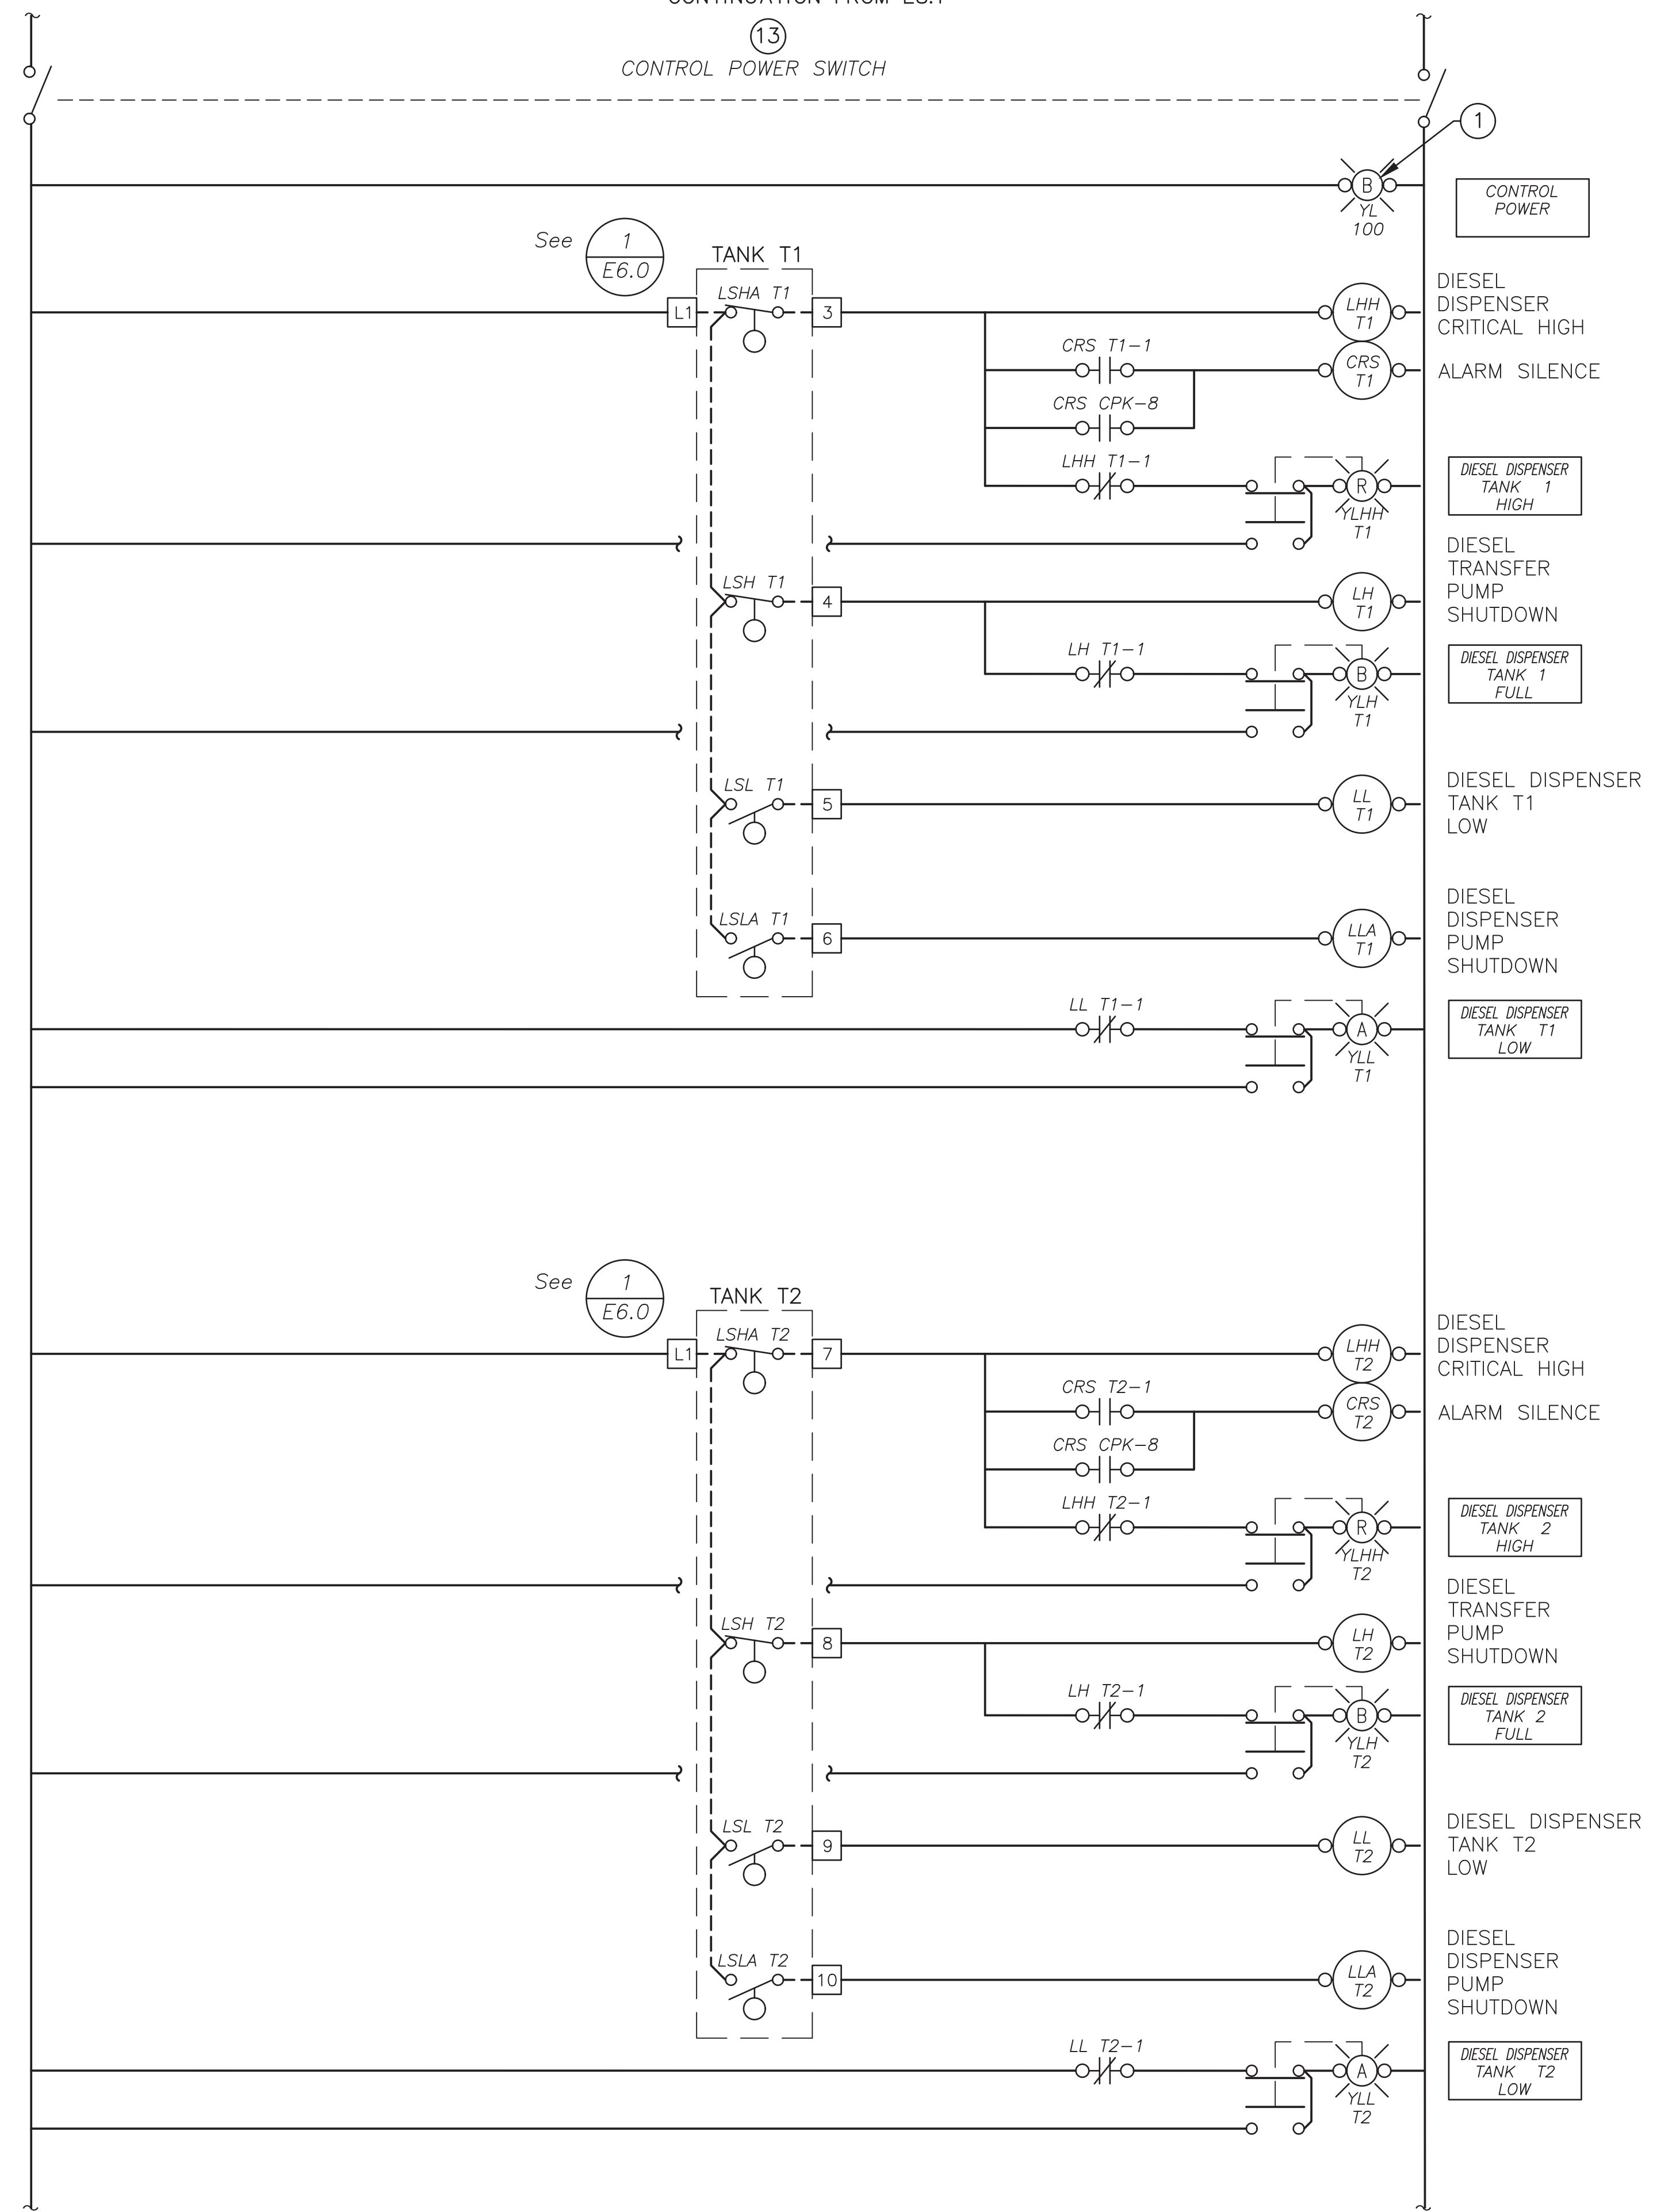 13
CONTROL POWER SWITCH
1
B
YL
100
CONTROL
POWER
See
1
E6.0
TANK T1
L1
LSHA T1
3
LHH
T1
DIESEL
DISPENSER
CRITICAL HIGH
CRS T1-1
CRS
T1
ALARM SILENCE
CRS CPK-8
LHH T1-1
R
YLHH
T1
DIESEL DISPENSER
TANK 1
HIGH
LSH T1
4
LH
T1
DIESEL
TRANSFER
PUMP
SHUTDOWN
LH T1-1
B
YLH
T1
DIESEL DISPENSER
TANK 1
FULL
LSL T1
5
LL
T1
DIESEL DISPENSER
TANK T1
LOW
LSLA T1
6
LLA
T1
DIESEL
DISPENSER
PUMP
SHUTDOWN
LL T1-1
A
YLL
T1
DIESEL DISPENSER
TANK T1
LOW
See
1
E6.0
TANK T2
L1
LSHA T2
7
LHH
T2
DIESEL
DISPENSER
CRITICAL HIGH
CRS T2-1
CRS
T2
ALARM SILENCE
CRS CPK-8
LHH T2-1
R
YLHH
T2
DIESEL DISPENSER
TANK 2
HIGH
LSH T2
8
LH
T2
DIESEL
TRANSFER
PUMP
SHUTDOWN
LH T2-1
B
YLH
T2
DIESEL DISPENSER
TANK 2
FULL
LSL T2
9
LL
T2
DIESEL DISPENSER
TANK T2
LOW
LSLA T2
10
LLA
T2
DIESEL
DISPENSER
PUMP
SHUTDOWN
LL T2-1
A
YLL
T2
DIESEL DISPENSER
TANK T2
LOW